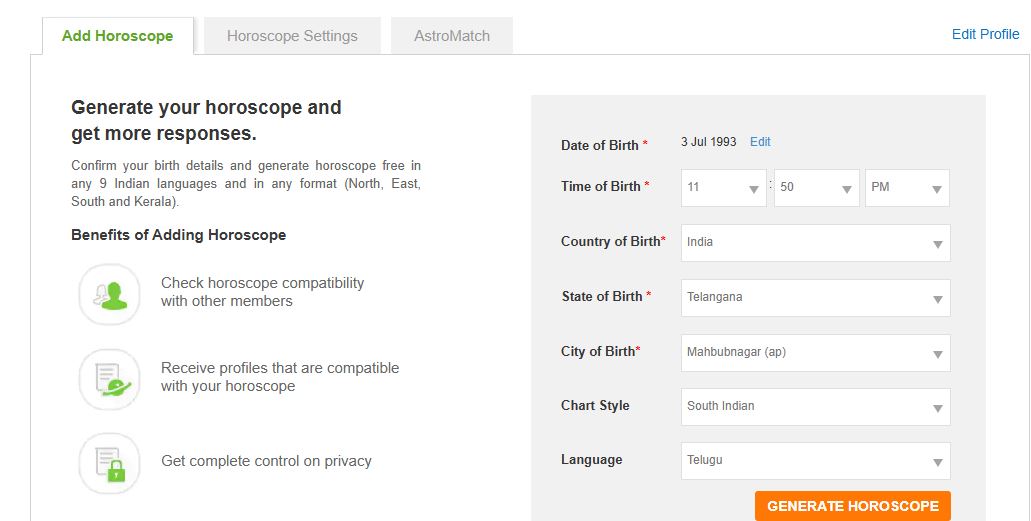 Add Horoscope
Horoscope Settings
AstroMatch
Edit Profile
Generate your horoscope and
get more responses.
Confirm your birth details and generate horoscope free in
any 9 Indian languages and in any format (North, East,
South and Kerala).
Benefits of Adding Horoscope
Check horoscope compatibility
with other members
Receive profiles that are compatible
with your horoscope
Get complete control on privacy
Date of Birth * 3 Jul 1993 Edit
Time of Birth * 11 : 50 PM
Country of Birth* India
State of Birth * Telangana
City of Birth* Mahbubnagar (ap)
Chart Style South Indian
Language Telugu
GENERATE HOROSCOPE